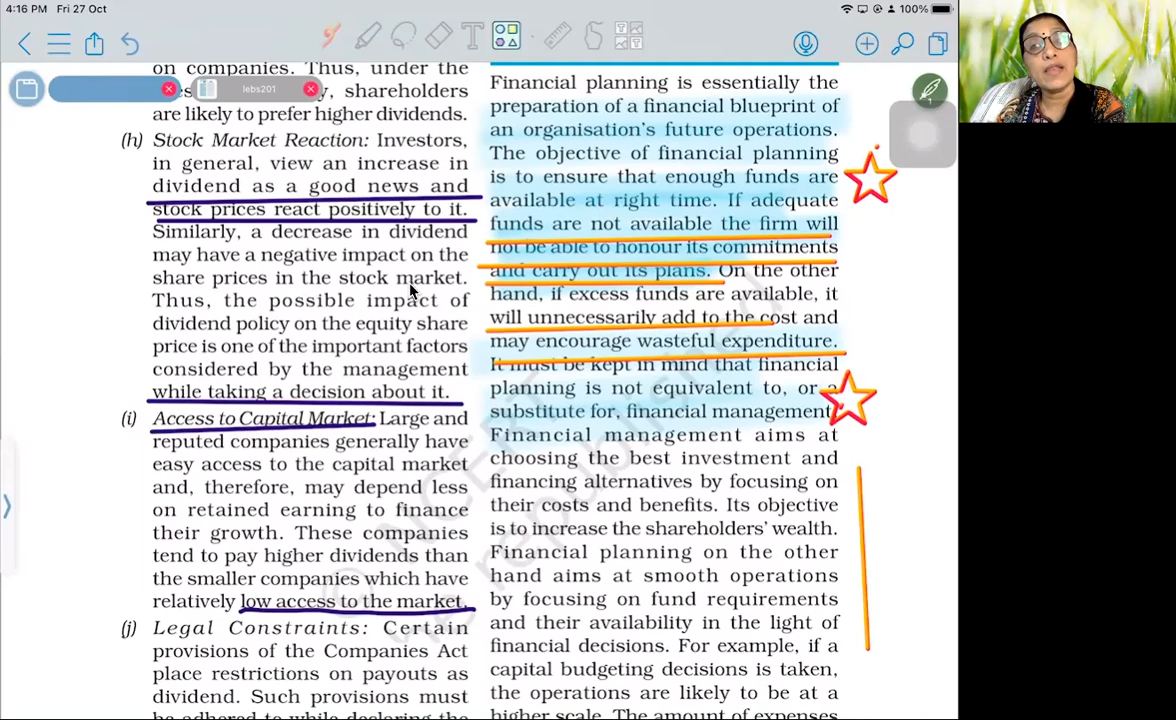 4:16 PM Fri 27 Oct
100%
lebs201
on companies. Thus, under the
shareholders
are likely to prefer higher dividends.
(h) Stock Market Reaction: Investors,
in general, view an increase in
dividend as a good news and
stock prices react positively to it.
Similarly, a decrease in dividend
may have a negative impact on the
share prices in the stock market.
Thus, the possible impact of
dividend policy on the equity share
price is one of the important factors
considered by the management
while taking a decision about it.
(i) Access to Capital Market: Large and
reputed companies generally have
easy access to the capital market
and, therefore, may depend less
on retained earning to finance
their growth. These companies
tend to pay higher dividends than
the smaller companies which have
relatively low access to the market.
(j) Legal Constraints: Certain
provisions of the Companies Act
place restrictions on payouts as
dividend. Such provisions must
be adhered to while declaring the
Financial planning is essentially the
preparation of a financial blueprint of
an organisation's future operations.
The objective of financial planning
is to ensure that enough funds are
available at right time. If adequate
funds are not available the firm will
not be able to honour its commitments
and carry out its plans. On the other
hand, if excess funds are available, it
will unnecessarily add to the cost and
may encourage wasteful expenditure.
It must be kept in mind that financial
planning is not equivalent to, or a
substitute for, financial management.
Financial management aims at
choosing the best investment and
financing alternatives by focusing on
their costs and benefits. Its objective
is to increase the shareholders' wealth.
Financial planning on the other
hand aims at smooth operations
by focusing on fund requirements
and their availability in the light of
financial decisions. For example, if a
capital budgeting decisions is taken,
the operations are likely to be at a
higher scale. The amount of expenses
© NCERT
republished